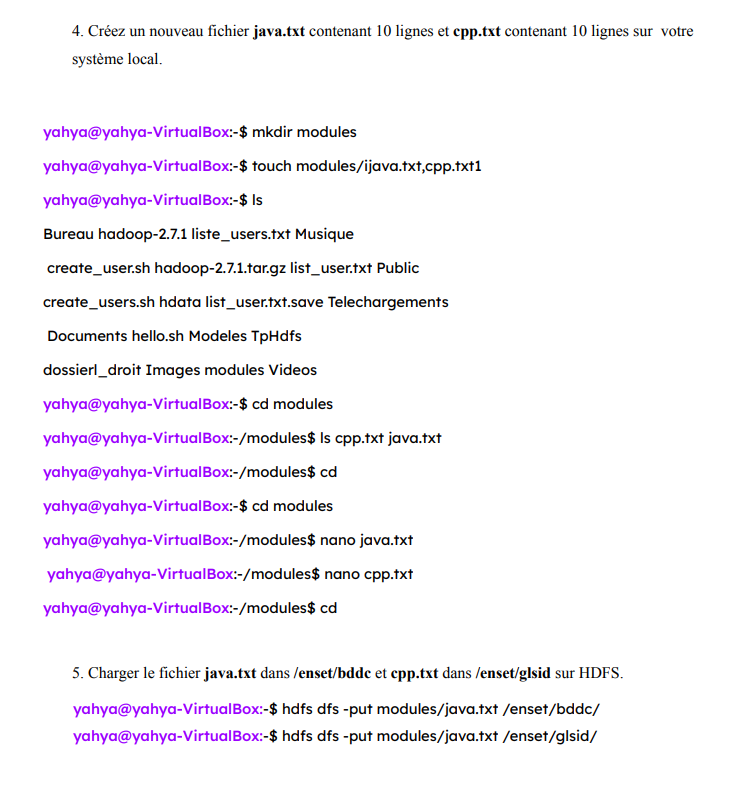 4. Créez un nouveau fichier java.txt contenant 10 lignes et cpp.txt contenant 10 lignes sur votre
système local.
yahya@yahya-VirtualBox:-$ mkdir modules
yahya@yahya-VirtualBox:-$ touch modules/ijava.txt,cpp.txt1
yahya@yahya-VirtualBox:-$ ls
Bureau hadoop-2.7.1 liste_users.txt Musique
create_user.sh hadoop-2.7.1.tar.gz list_user.txt Public
create_users.sh hdata list_user.txt.save Telechargements
Documents hello.sh Modeles TpHdfs
dossierl_droit Images modules Videos
yahya@yahya-VirtualBox:-$ cd modules
yahya@yahya-VirtualBox:-/modules$ ls cpp.txt java.txt
yahya@yahya-VirtualBox:-/modules$ cd
yahya@yahya-VirtualBox:-$ cd modules
yahya@yahya-VirtualBox:-/modules$ nano java.txt
yahya@yahya-VirtualBox:-/modules$ nano cpp.txt
yahya@yahya-VirtualBox:-/modules$ cd
5. Charger le fichier java.txt dans /enset/bddc et cpp.txt dans /enset/glsid sur HDFS.
yahya@yahya-VirtualBox:-$ hdfs dfs -put modules/java.txt /enset/bddc/
yahya@yahya-VirtualBox:-$ hdfs dfs -put modules/java.txt /enset/glsid/